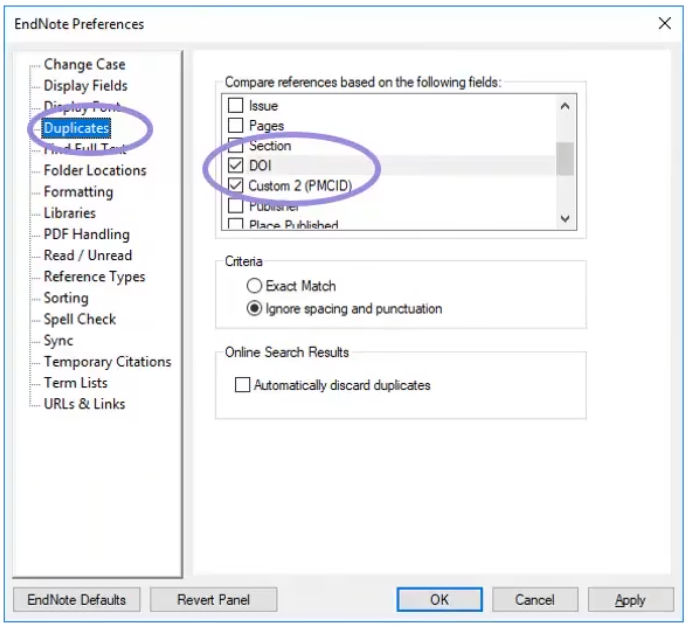 EndNote Preferences
Change Case
Display Fields
Display Font
Duplicates
Find Full Text
Folder Locations
Formatting
Libraries
PDF Handling
Read / Unread
Reference Types
Sorting
Spell Check
Sync
Temporary Citations
Term Lists
URLs & Links
Compare references based on the following fields:
Issue
Pages
Section
DOI
Custom 2 (PMCID)
Publisher
Place Published
Criteria
Exact Match
Ignore spacing and punctuation
Online Search Results
Automatically discard duplicates
EndNote Defaults
Revert Panel
OK
Cancel
Apply